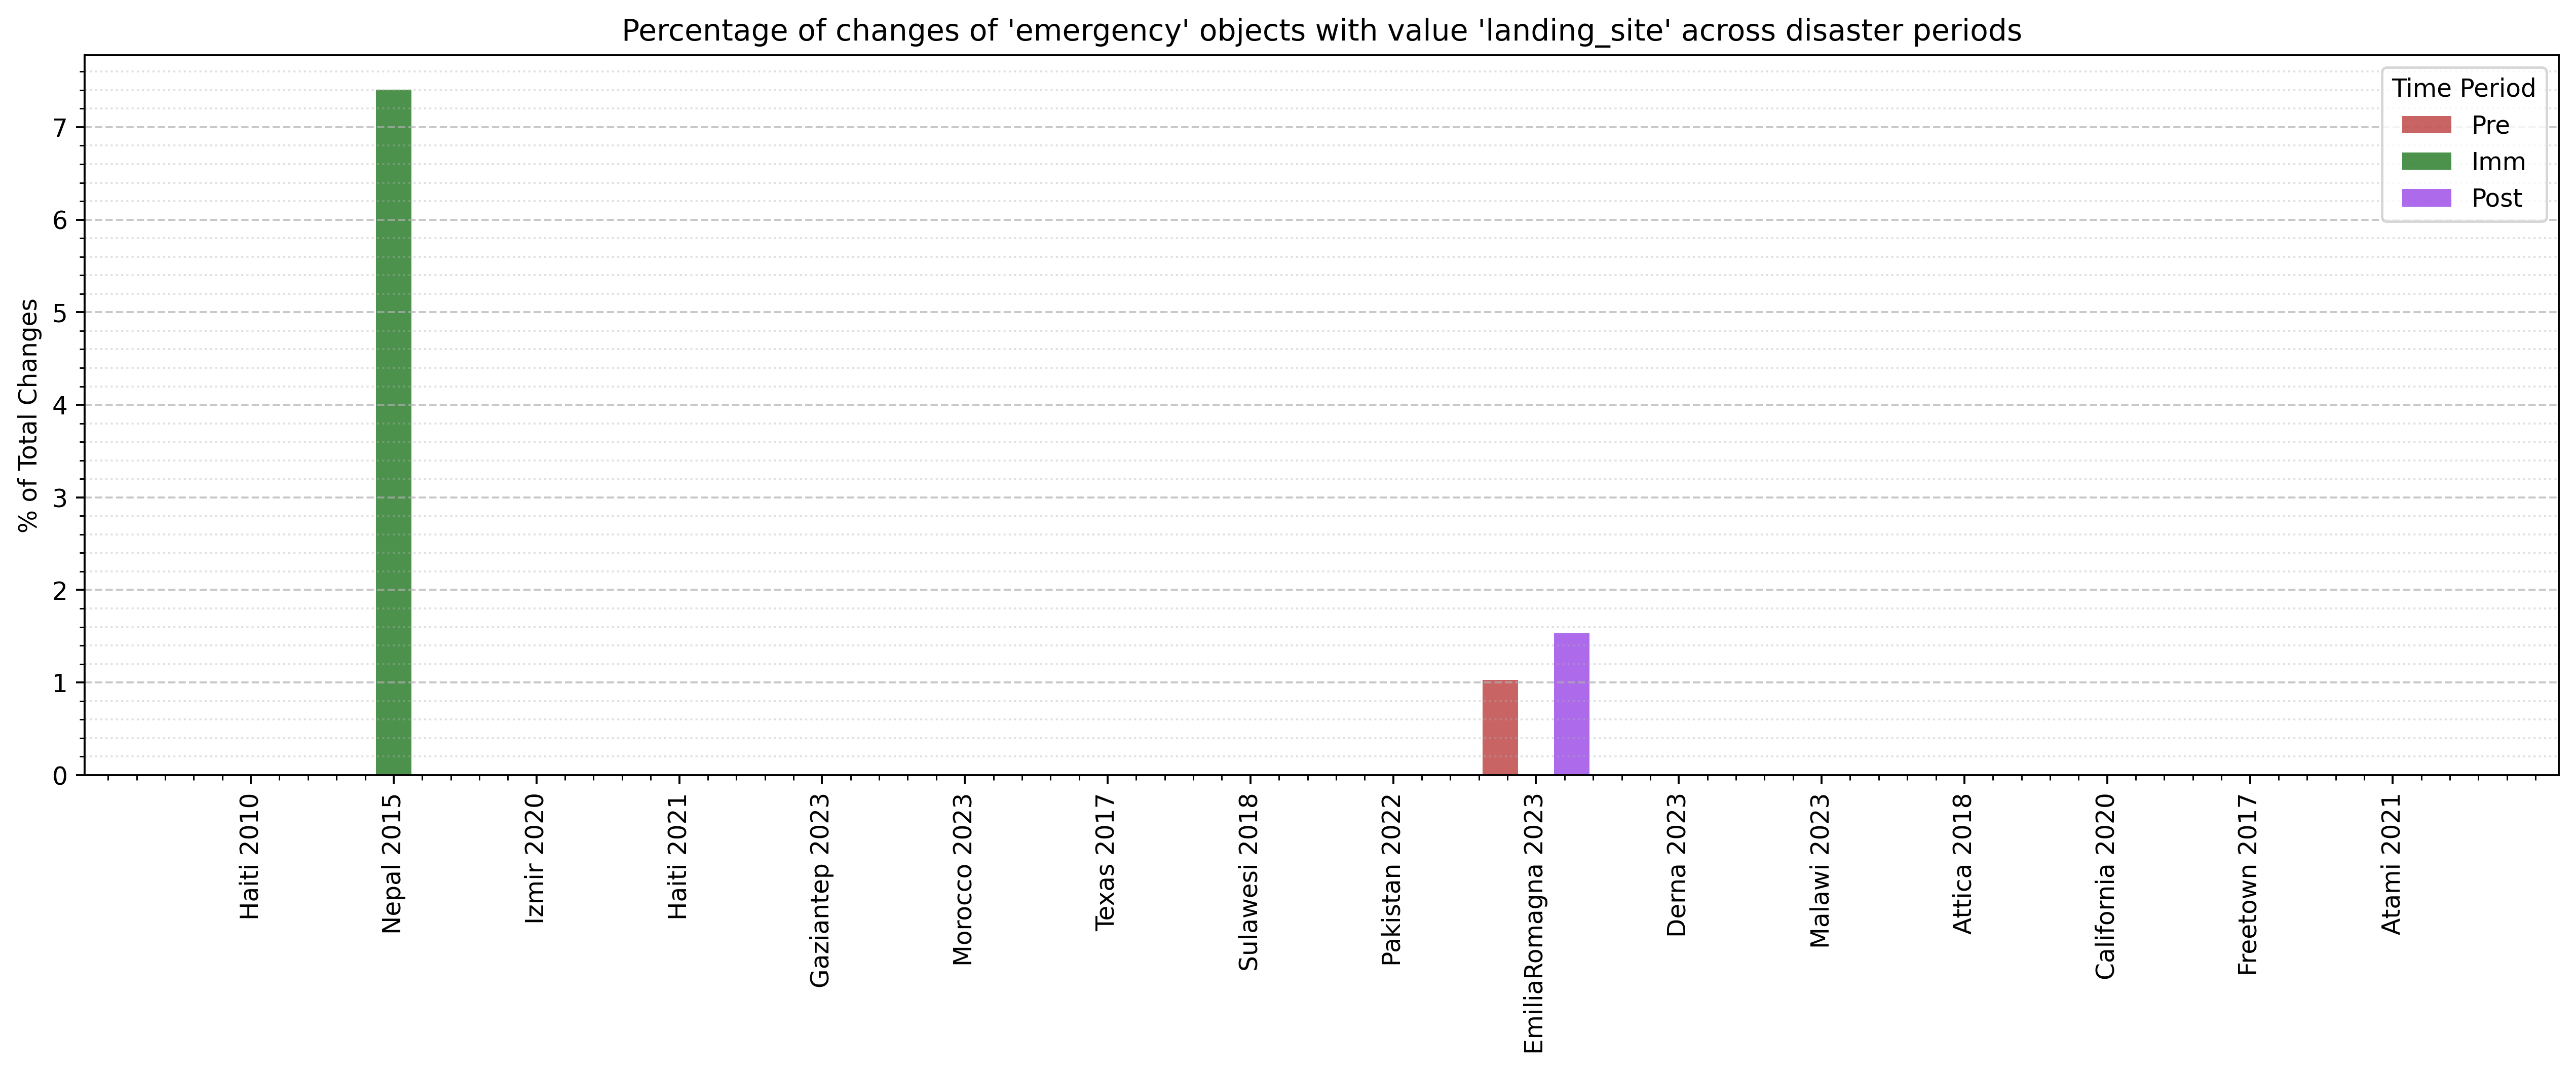 Percentage of changes of 'emergency' objects with value 'landing_site' across disaster periods
% of Total Changes
7
6
5
4
3
2
1
0
Time Period
Pre
Imm
Post
Haiti 2010
Nepal 2015
Izmir 2020
Haiti 2021
Gaziantep 2023
Morocco 2023
Texas 2017
Sulawesi 2018
Pakistan 2022
EmiliaRomagna 2023
Derna 2023
Malawi 2023
Attica 2018
California 2020
Freetown 2017
Atami 2021